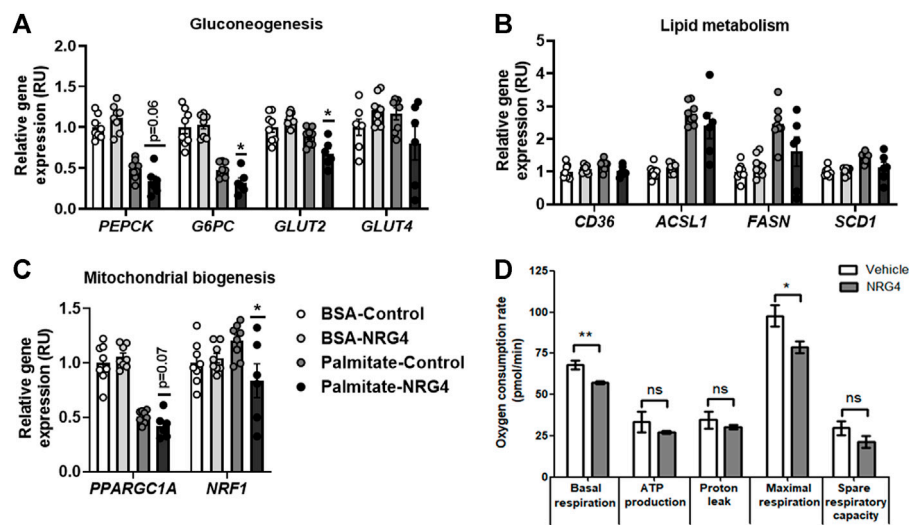 A
Gluconeogenesis
Relative gene
expression (RU)
2.0
1.5
1.0
0.5
0.0
p=0.06
*
*
PEPCK
G6PC
GLUT2
GLUT4
B
Lipid metabolism
Relative gene
expression (RU)
5
4
3
2
1
0
CD36
ACSL1
FASN
SCD1
C
Mitochondrial biogenesis
Relative gene
expression (RU)
1.5
1.0
0.5
0.0
p=0.07
*
PPARGC1A
NRF1
BSA-Control
BSA-NRG4
Palmitate-Control
Palmitate-NRG4
D
Vehicle
NRG4
Oxygen consumption rate
(pmol/min)
125
100
75
50
25
0
**
ns
ns
*
ns
Basal
respiration
ATP
production
Proton
leak
Maximal
respiration
Spare
respiratory
capacity